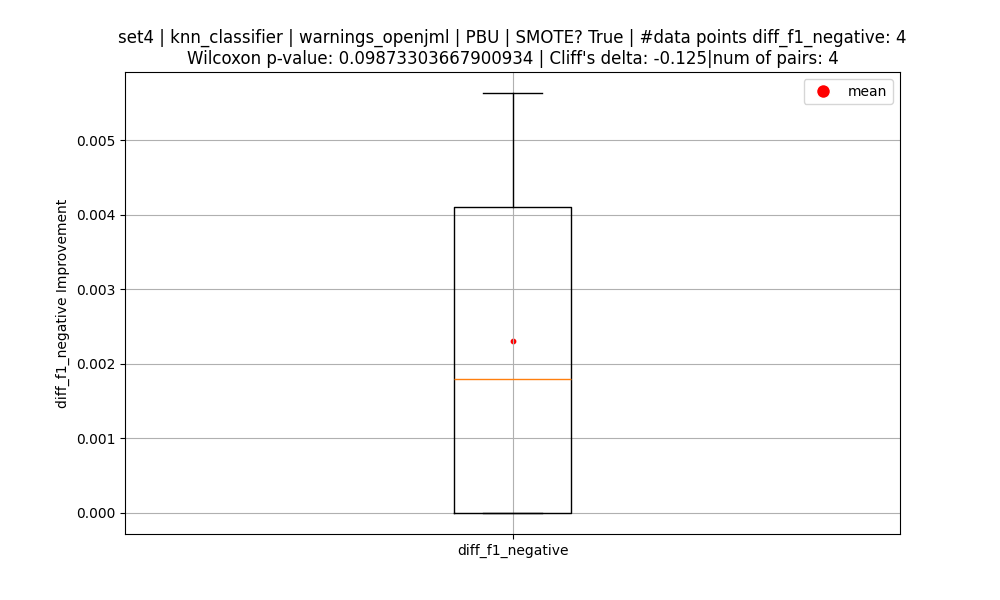 set4 | knn_classifier | warnings_openjml | PBU | SMOTE? True | #data points diff_f1_negative: 4
Wilcoxon p-value: 0.09873303667900934 | Cliff's delta: -0.125|num of pairs: 4
mean
0.005
0.004
0.003
0.002
0.001
0.000
diff_f1_negative Improvement
diff_f1_negative